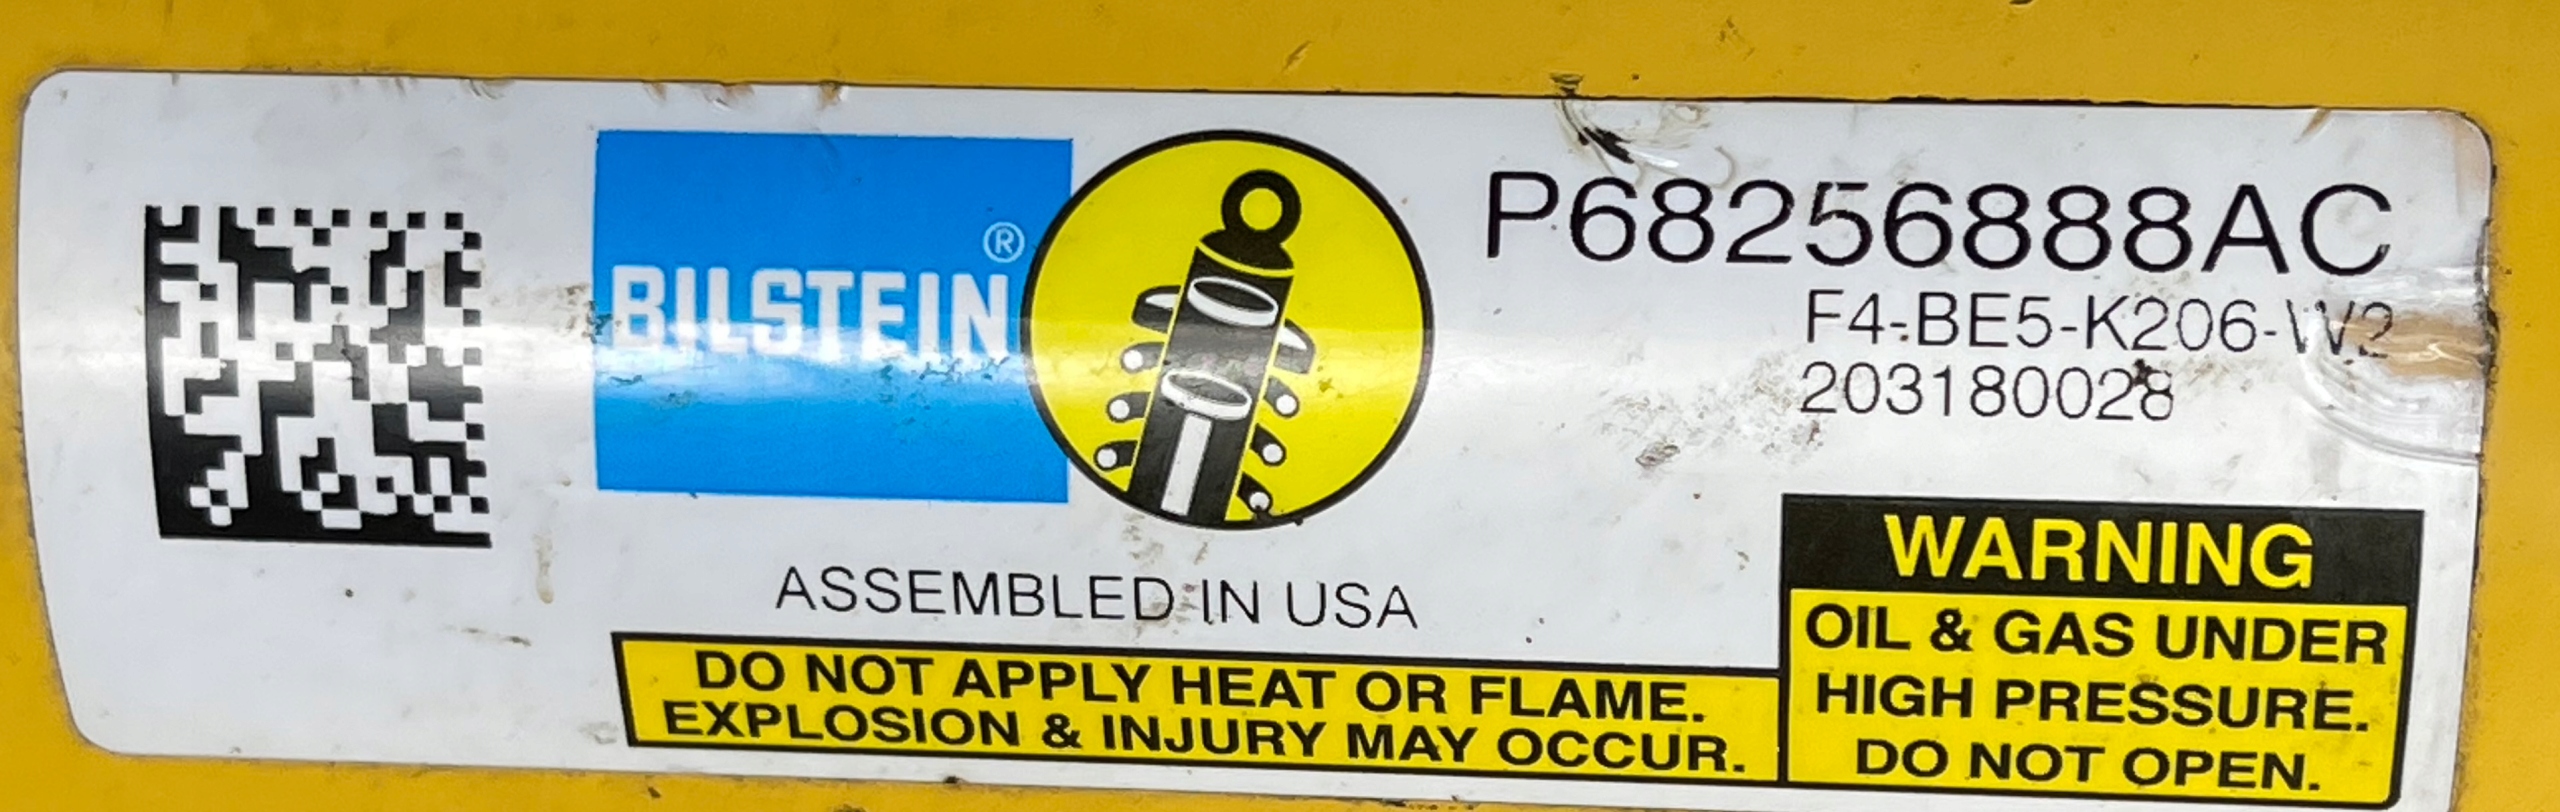 BILSTEIN®
P68256888AC
F4-BE5-K206-W2
203180028
ASSEMBLED IN USA
DO NOT APPLY HEAT OR FLAME.
EXPLOSION & INJURY MAY OCCUR.
WARNING
OIL & GAS UNDER
HIGH PRESSURE.
DO NOT OPEN.